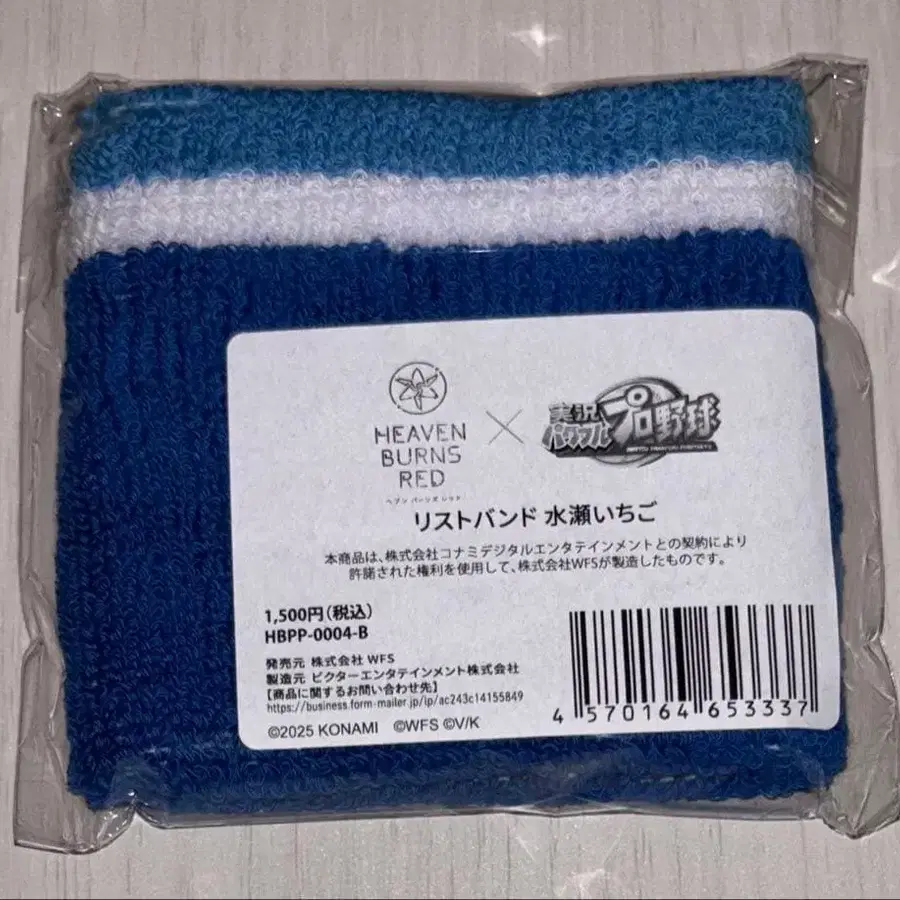 HEAVEN
BURNS
RED
ヘブン バーンズ レッド
×
実況
パワフル
プロ野球
リストバンド 水瀬いちご
本商品は、株式会社コナミデジタルエンタテインメントとの契約により
許諾された権利を使用して、株式会社WFSが製造したものです。
1,500円(税込)
HBPP-0004-B
発売元 株式会社 WFS
製造元 ビクターエンタテインメント株式会社
【商品に関するお問い合わせ先】
https://business.form-mailer.jp/lp/ac243c14155849
©2025 KONAMI ©WFS ©V/K
4 570164 653337